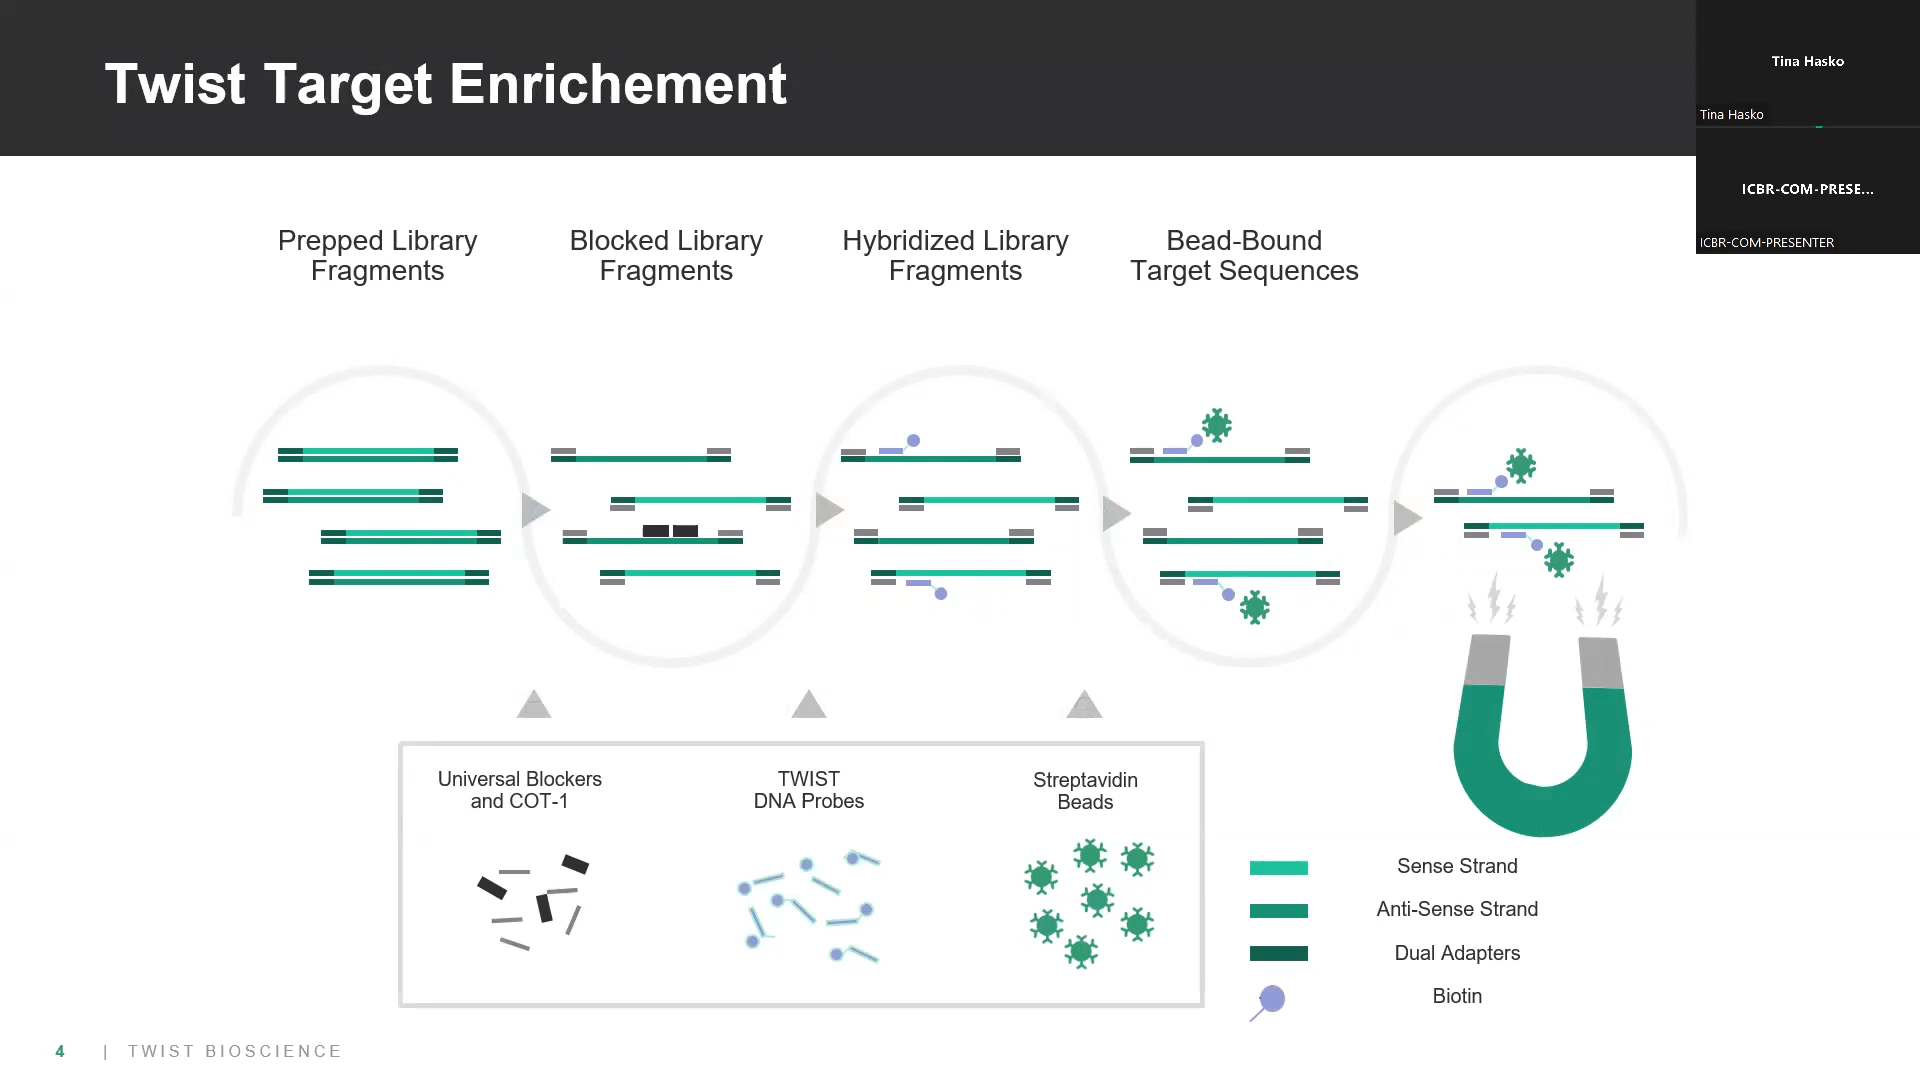 Twist Target Enrichement
Tina Hasko
Tina Hasko
ICBR-COM-PRESE...
ICBR-COM-PRESENTER
Prepped Library
Fragments
Blocked Library
Fragments
Hybridized Library
Fragments
Bead-Bound
Target Sequences
Universal Blockers
and COT-1
TWIST
DNA Probes
Streptavidin
Beads
Sense Strand
Anti-Sense Strand
Dual Adapters
Biotin
4 | TWIST BIOSCIENCE